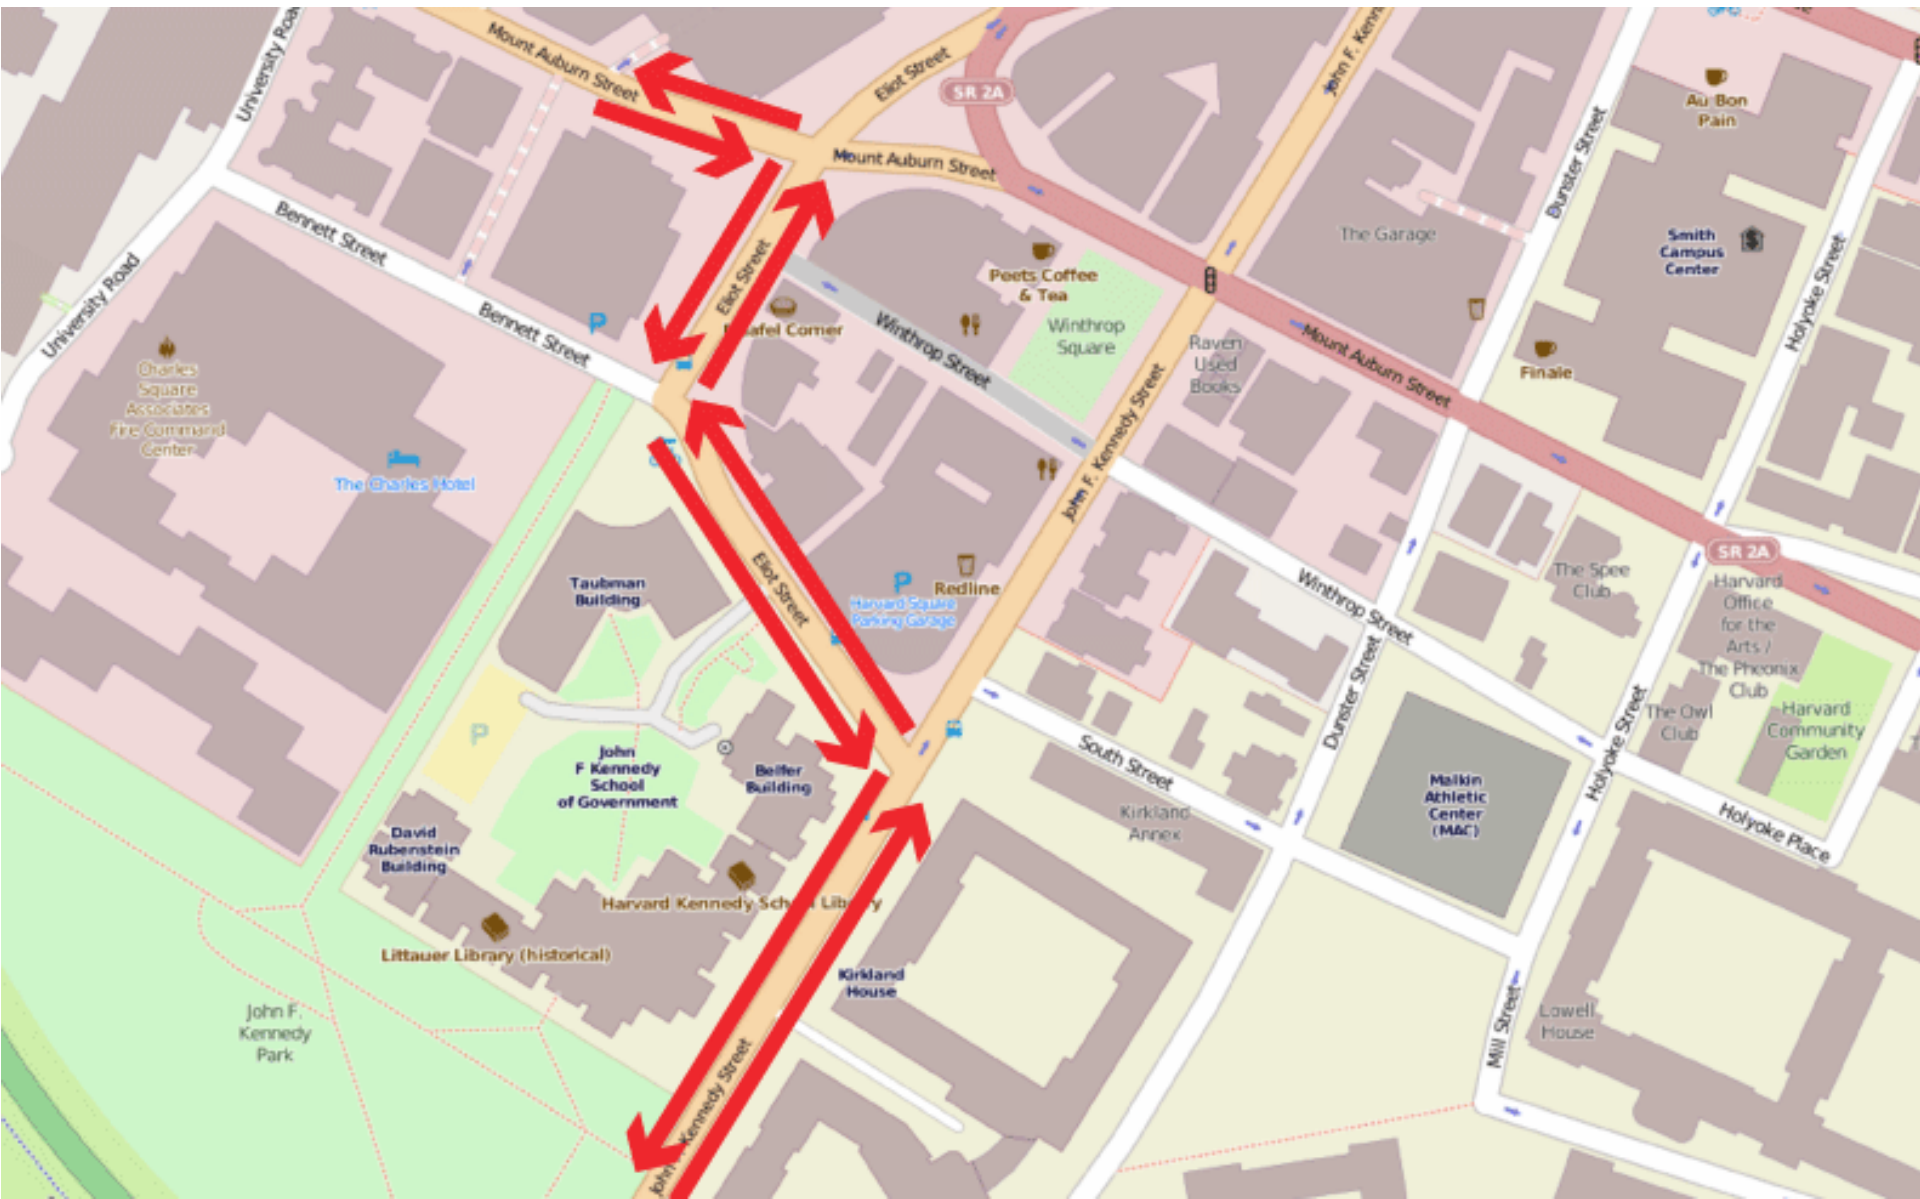 University Road
Mount Auburn Street
Eliot Street
SR 2A
John F. Kenn
Au Bon
Pain
Mount Auburn Street
Dunster Street
Bennett Street
The Garage
Smith
Campus
Center
Holyoke Street
University Road
Eliot Street
Peets Coffee
& Tea
Bennett Street
P
afel Corner
Winthrop Street
Winthrop
Square
Raven
Used
Books
Mount Auburn Street
Finale
Charles
Square
Associates
Fire Command
Center
John F. Kennedy Street
The Charles Hotel
Taubman
Building
Eliot Street
P
Harvard Square
Parking Garage
Redline
Winthrop Street
The Spee
Club
SR 2A
Harvard
Office
for the
Arts /
The Pheonix
Club
P
John
F Kennedy
School
of Government
Belfer
Building
South Street
Dunster Street
Holyoke Street
The Owl
Club
Harvard
Community
Garden
Malkin
Athletic
Center
(MAC)
Kirkland
Annex
Holyoke Place
David
Rubenstein
Building
Harvard Kennedy School Library
Littauer Library (historical)
Kirkland
House
John F.
Kennedy
Park
Mill Street
Lowell
House
John F. Kennedy Street